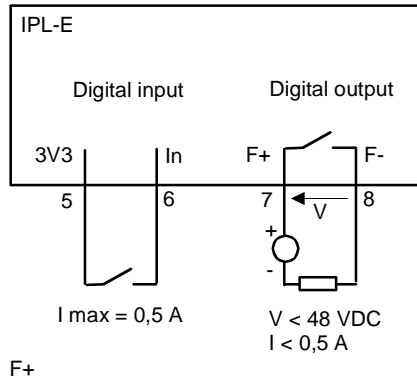 IPL-E
Digital input
Digital output
3V3
In
F+
F-
5
6
7
V
8
+
-
I max = 0,5 A
V < 48 VDC
I < 0,5 A
F+